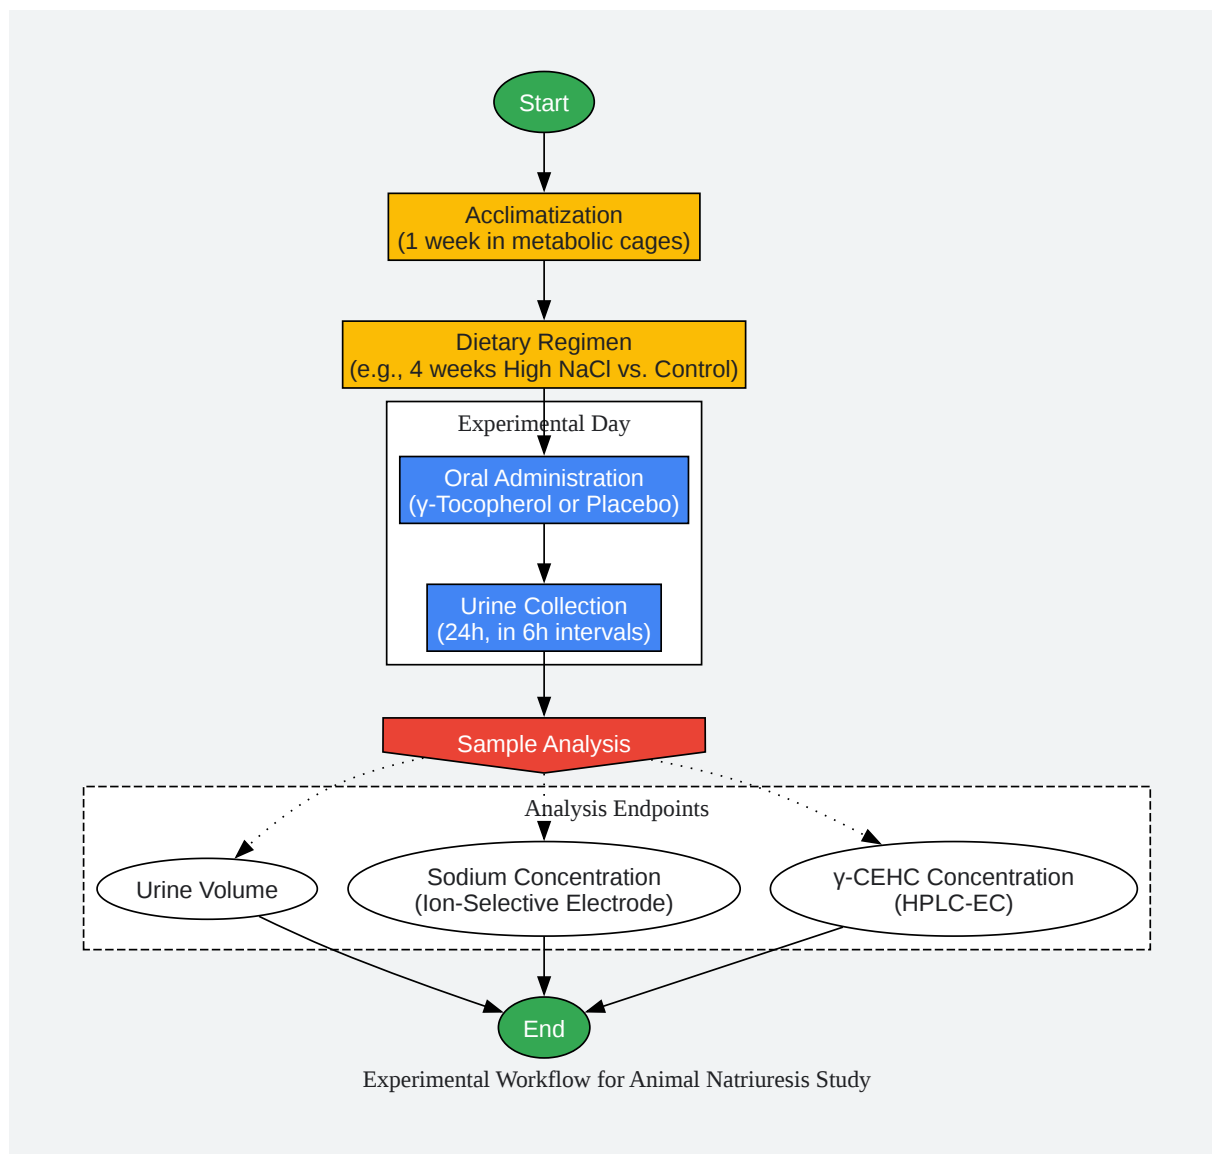 Start
Acclimatization
(1 week in metabolic cages)
Dietary Regimen
(e.g., 4 weeks High NaCl vs. Control)
Experimental Day
Oral Administration
(γ-Tocopherol or Placebo)
Urine Collection
(24h, in 6h intervals)
Sample Analysis
Analysis Endpoints
Urine Volume
Sodium Concentration
(Ion-Selective Electrode)
γ-CEHC Concentration
(HPLC-EC)
End
Experimental Workflow for Animal Natriuresis Study